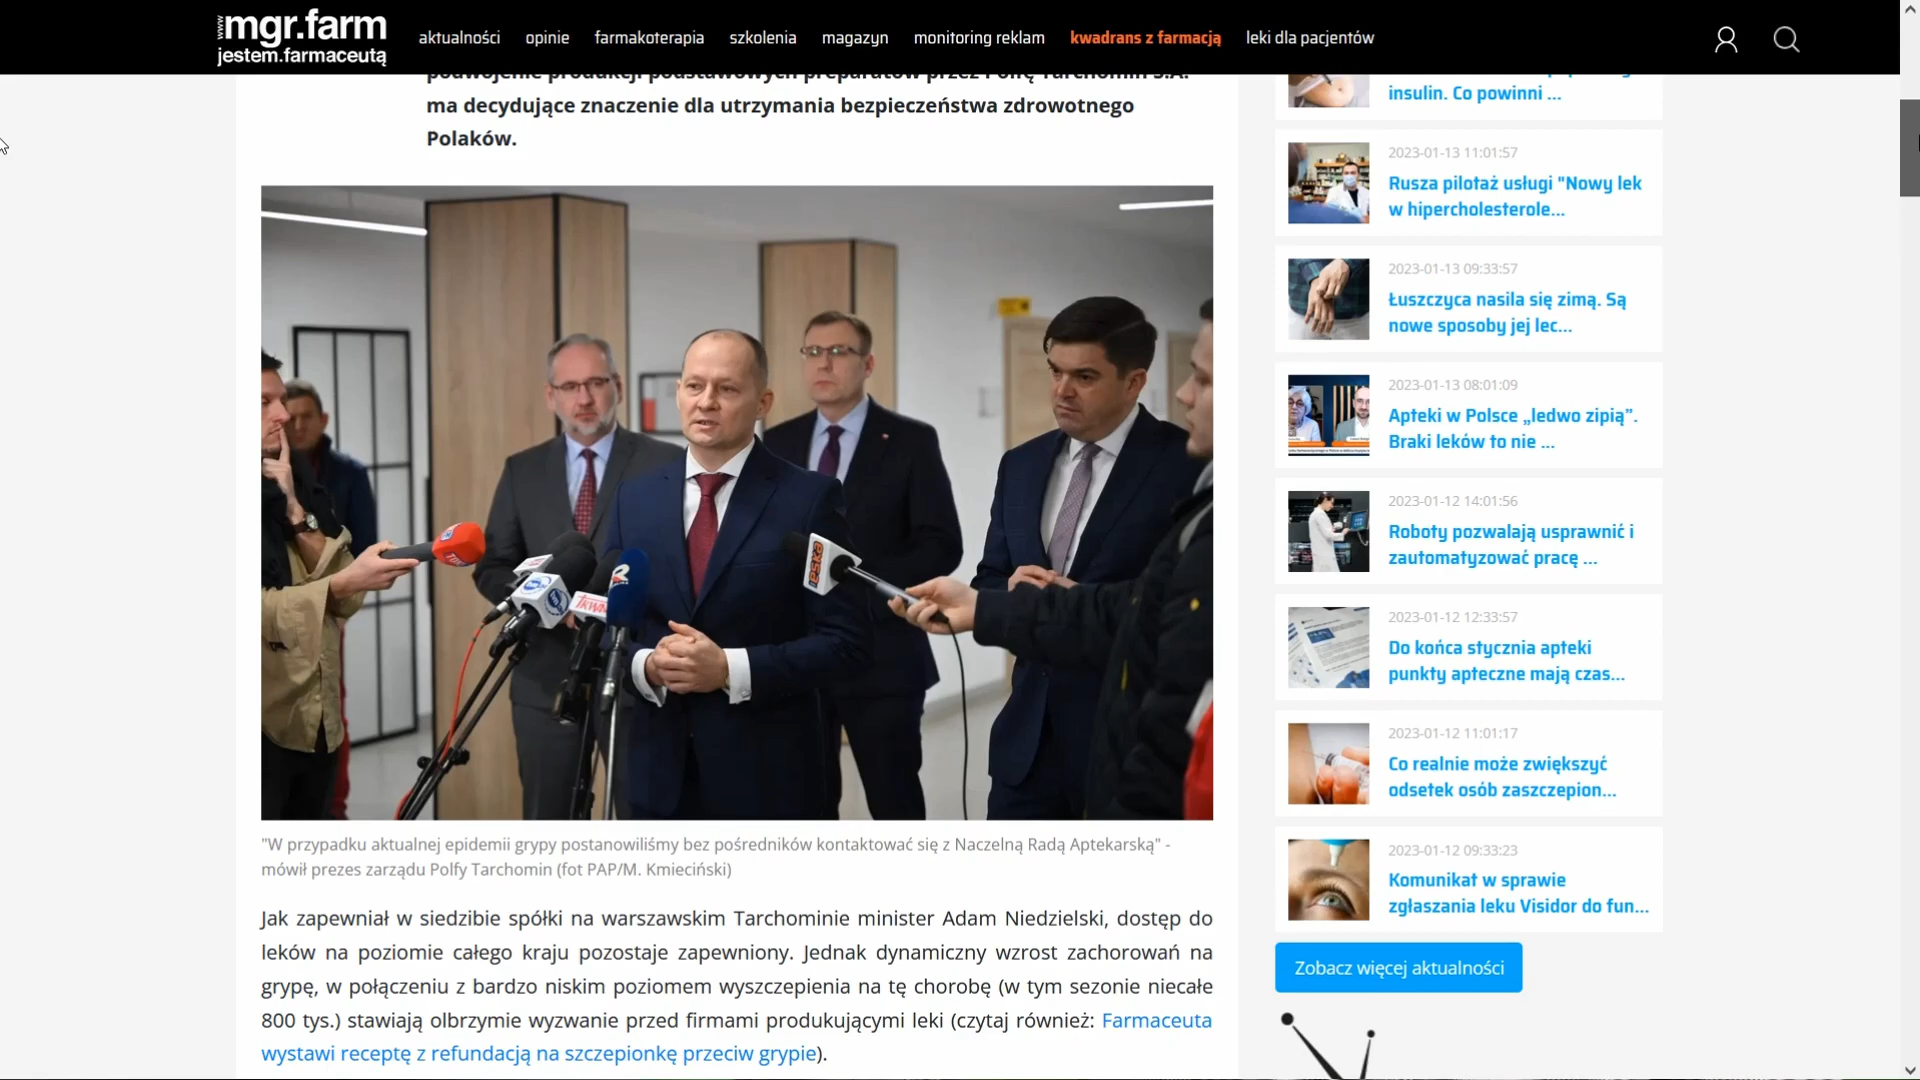 www.mgr.farm
jestem.farmaceutą
aktualności
opinie
farmakoterapia
szkolenia
magazyn
monitoring reklam
kwadrans z farmacją
leki dla pacjentów
podwojenie produkcji podstawowych preparatów przez Polfę Tarchomin S.A.
ma decydujące znaczenie dla utrzymania bezpieczeństwa zdrowotnego
Polaków.
eska
"W przypadku aktualnej epidemii grypy postanowiliśmy bez pośredników kontaktować się z Naczelną Radą Aptekarską" -
mówił prezes zarządu Polfy Tarchomin (fot PAP/M. Kmieciński)
Jak zapewniał w siedzibie spółki na warszawskim Tarchominie minister Adam Niedzielski, dostęp do
leków na poziomie całego kraju pozostaje zapewniony. Jednak dynamiczny wzrost zachorowań na
grypę, w połączeniu z bardzo niskim poziomem wyszczepienia na tę chorobę (w tym sezonie niecałe
800 tys.) stawiają olbrzymie wyzwanie przed firmami produkującymi leki (czytaj również: Farmaceuta
wystawi receptę z refundacją na szczepionkę przeciw grypie).
insulin. Co powinni ...
2023-01-13 11:01:57
Rusza pilotaż usługi "Nowy lek
w hipercholesterole...
2023-01-13 09:33:57
Łuszczyca nasila się zimą. Są
nowe sposoby jej lec...
2023-01-13 08:01:09
Apteki w Polsce „ledwo zipią”.
Braki leków to nie ...
2023-01-12 14:01:56
Roboty pozwalają usprawnić i
zautomatyzować pracę ...
2023-01-12 12:33:57
Do końca stycznia apteki
punkty apteczne mają czas...
2023-01-12 11:01:17
Co realnie może zwiększyć
odsetek osób zaszczepion...
2023-01-12 09:33:23
Komunikat w sprawie
zgłaszania leku Visidor do fun...
Zobacz więcej aktualności